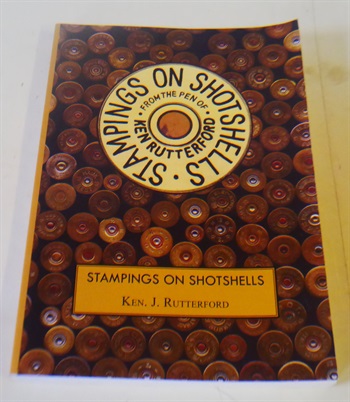 STAMPINGS ON SHOTSHELLS ·
· FROM THE PEN OF ·
KEN RUTTERFORD
STAMPINGS ON SHOTSHELLS
KEN. J. RUTTERFORD